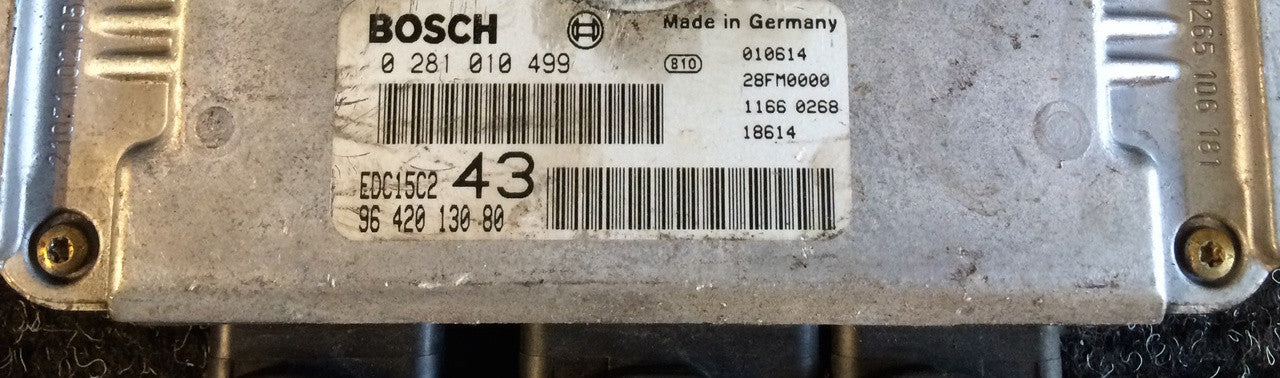 BOSCH Made in Germany
0 281 010 499 810 010614
28FM0000
1166 0268
18614
EDC15C2 43
96 420 130 80
1265 106 181